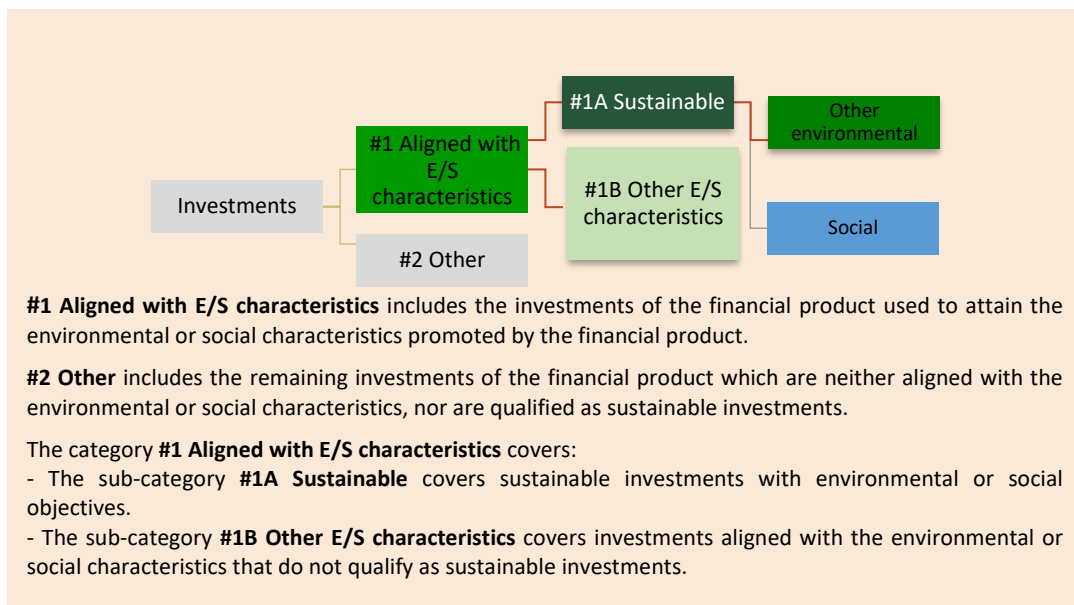 #1A Sustainable
Other
environmental
#1 Aligned with
E/S
characteristics
#1B Other E/S
characteristics
Investments
Social
#2 Other
#1 Aligned with E/S characteristics includes the investments of the financial product used to attain the
environmental or social characteristics promoted by the financial product.
#2 Other includes the remaining investments of the financial product which are neither aligned with the
environmental or social characteristics, nor are qualified as sustainable investments.
The category #1 Aligned with E/S characteristics covers:
- The sub-category #1A Sustainable covers sustainable investments with environmental or social
objectives.
- The sub-category #1B Other E/S characteristics covers investments aligned with the environmental or
social characteristics that do not qualify as sustainable investments.